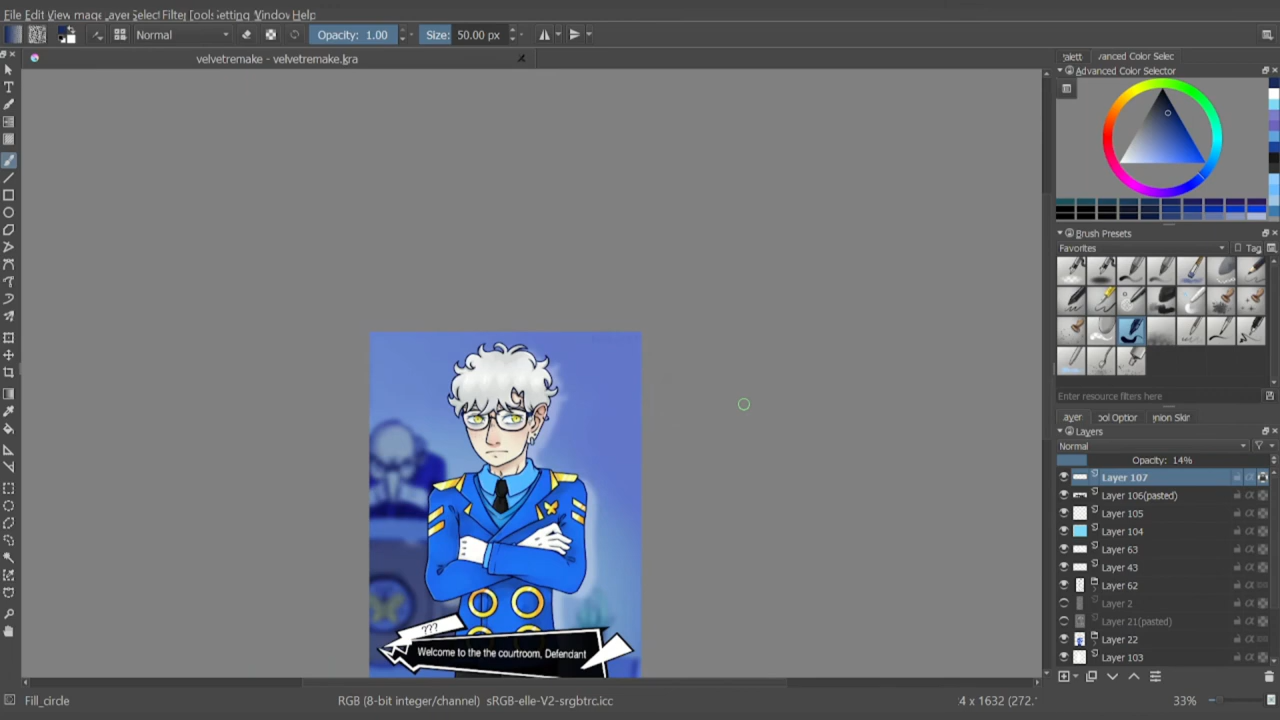 File Edit View Layer Select Filter Tools Help
Normal
Opacity: 1.00
Size: 50.00 px
velvetremake - velvetremake.kra
Advanced Color Selector
Brush Presets
Favorites
Tag
Enter resource filters here
Layers
Normal
Opacity: 14%
Layer 107
Layer 106(pasted)
Layer 105
Layer 104
Layer 63
Layer 43
Layer 62
Layer 2
Layer 21(pasted)
Layer 22
Layer 103
???
Welcome to the the courtroom, Defendant
Fill_circle
RGB (8-bit integer/channel) sRGB-elle-V2-srgbtrc.icc
33%